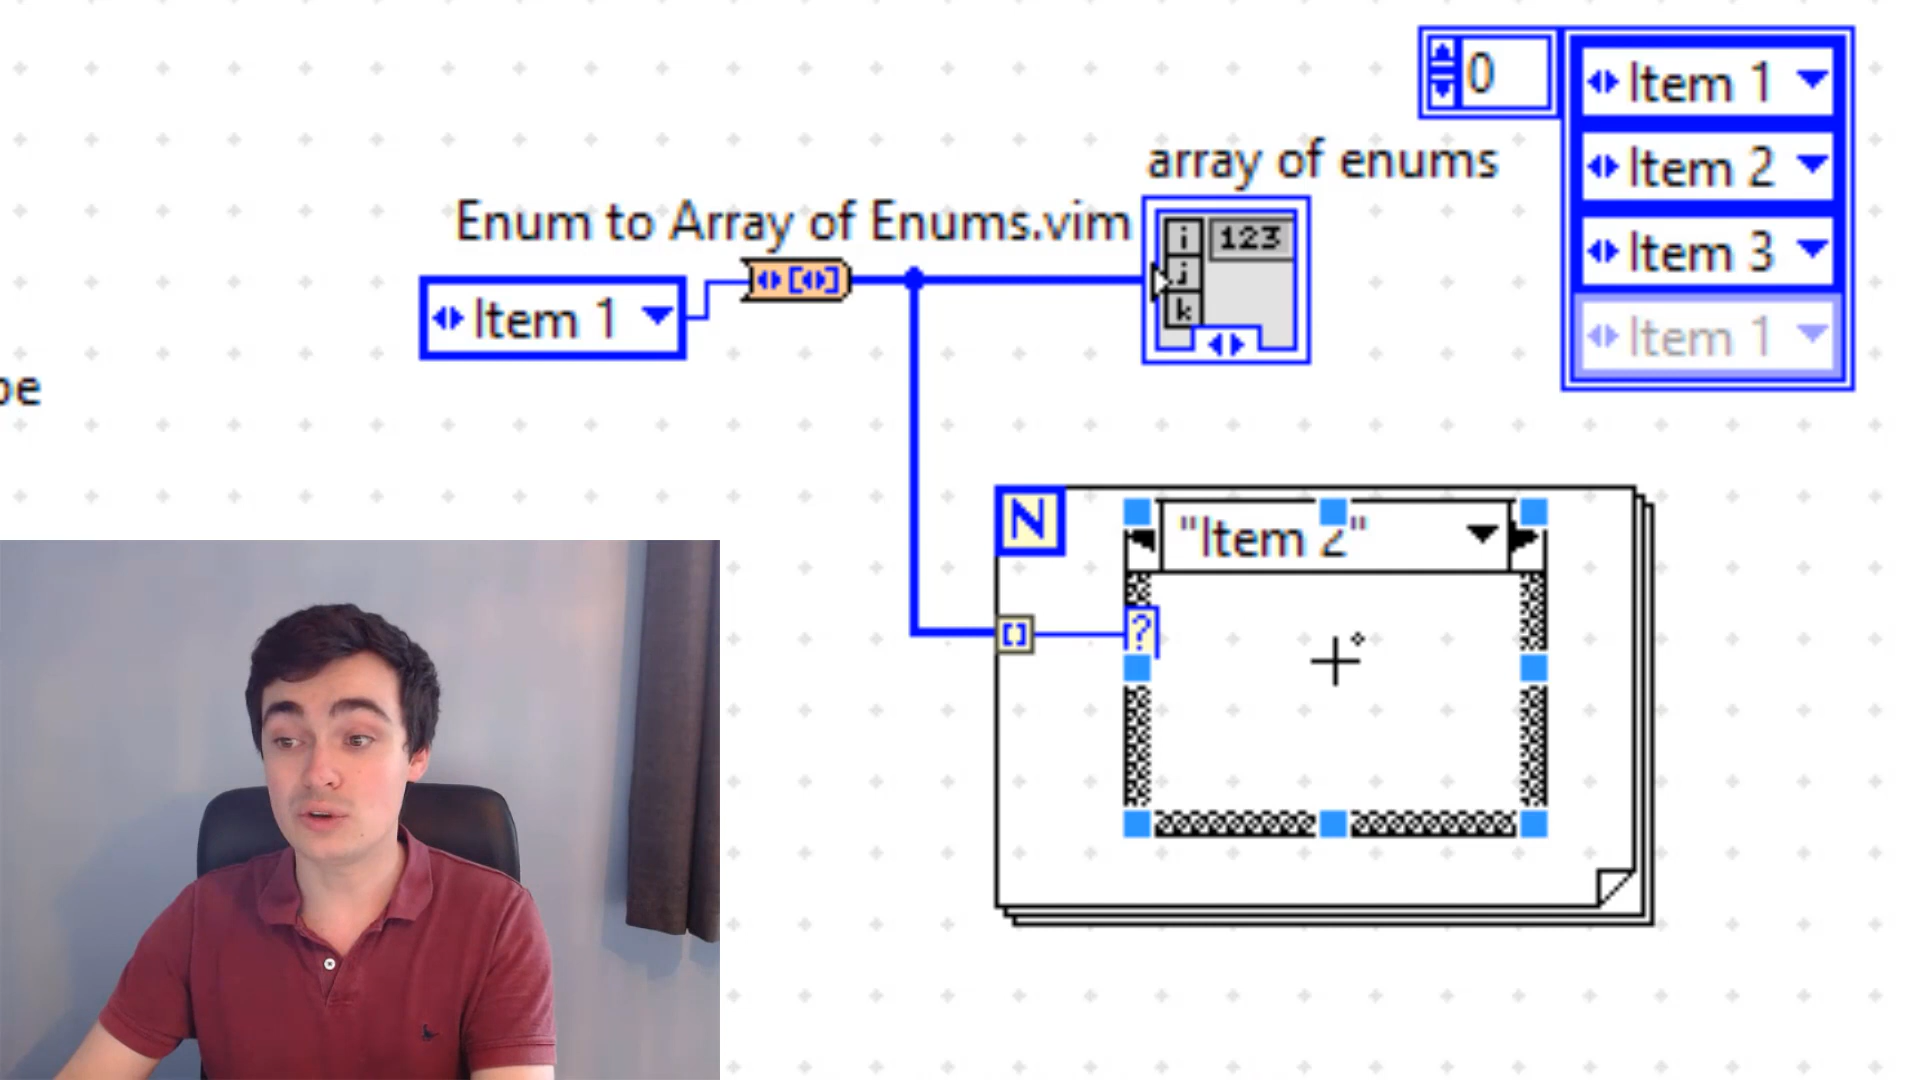 0
Item 1
Item 2
Item 3
Item 1
array of enums
Enum to Array of Enums.vim
i
123
j
k
Item 1
pe
N
"Item 2"
?